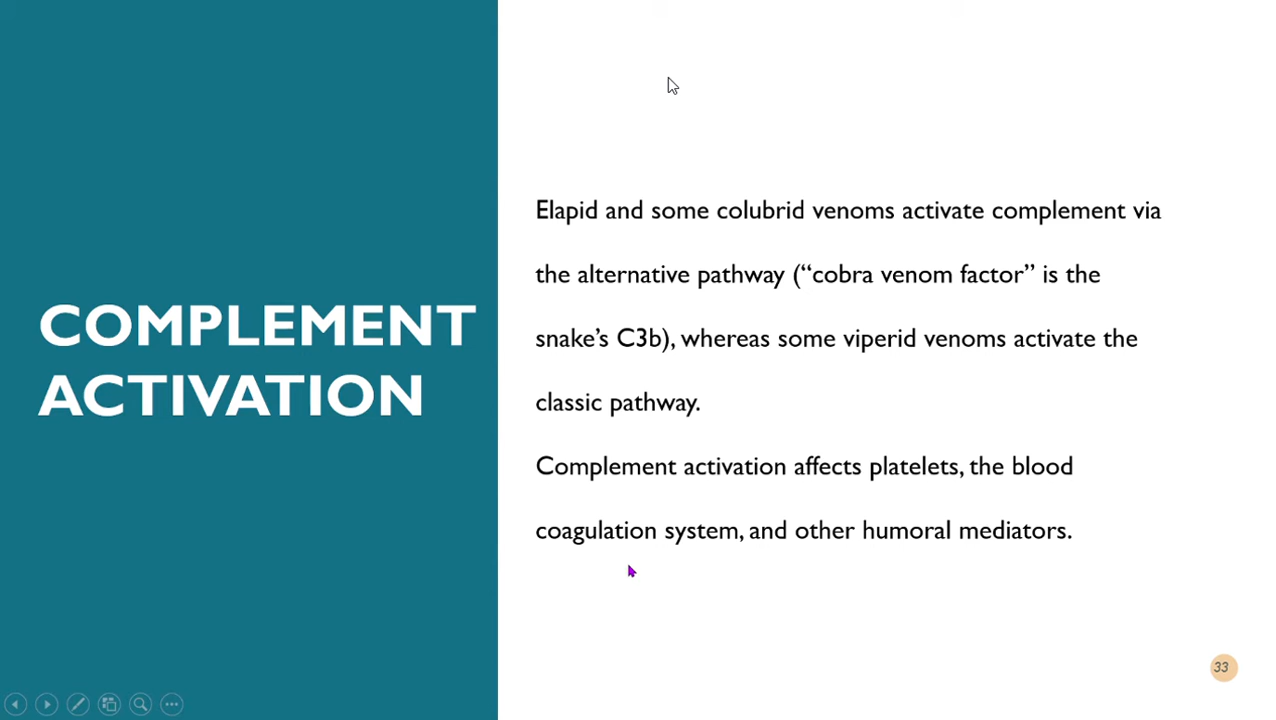 COMPLEMENT
ACTIVATION
Elapid and some colubrid venoms activate complement via
the alternative pathway (“cobra venom factor” is the
snake’s C3b), whereas some viperid venoms activate the
classic pathway.
Complement activation affects platelets, the blood
coagulation system, and other humoral mediators.
33